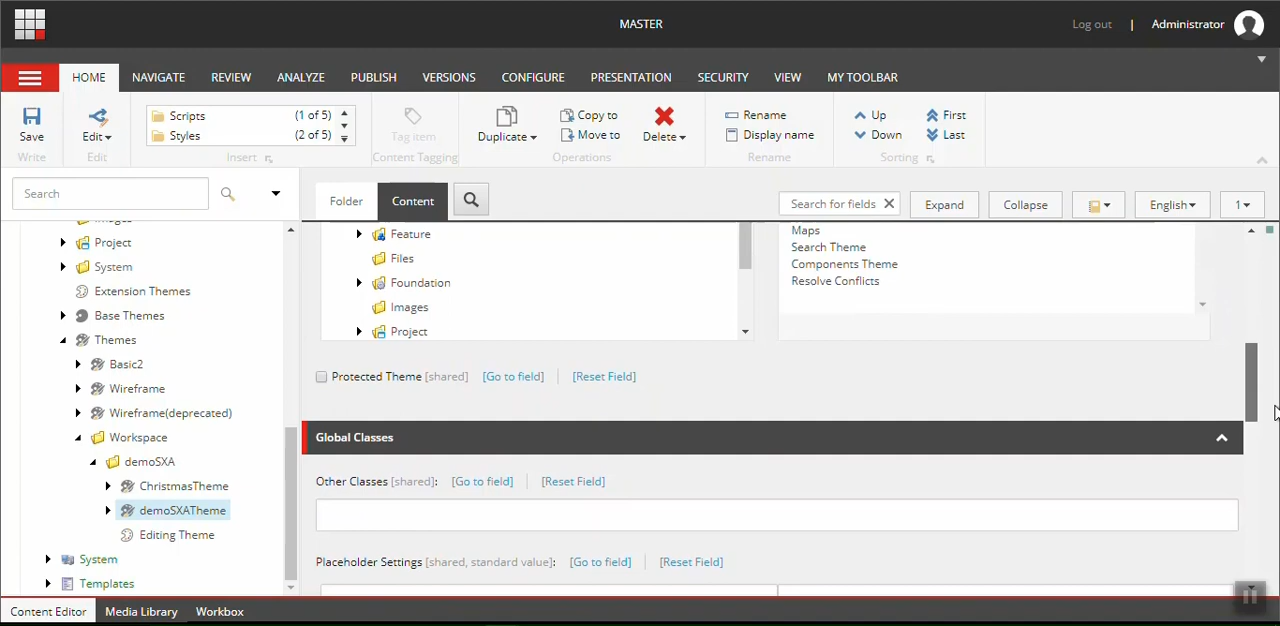 MASTER
Log out | Administrator
HOME NAVIGATE REVIEW ANALYZE PUBLISH VERSIONS CONFIGURE PRESENTATION SECURITY VIEW MY TOOLBAR
Save
Write
Edit
Edit
Scripts (1 of 5)
Styles (2 of 5)
Insert
Tag item
Content Tagging
Duplicate
Copy to
Move to
Delete
Operations
Rename
Display name
Rename
Up First
Down Last
Sorting
Search
Folder Content
Search for fields Expand Collapse English 1
Images
Project
System
Extension Themes
Base Themes
Themes
Basic2
Wireframe
Wireframe(deprecated)
Workspace
demoSXA
ChristmasTheme
demoSXATheme
Editing Theme
System
Templates
Feature
Files
Foundation
Images
Project
Maps
Search Theme
Components Theme
Resolve Conflicts
Protected Theme [shared] [Go to field] [Reset Field]
Global Classes
Other Classes [shared]: [Go to field] [Reset Field]
Placeholder Settings [shared, standard value]: [Go to field] [Reset Field]
Content Editor Media Library Workbox